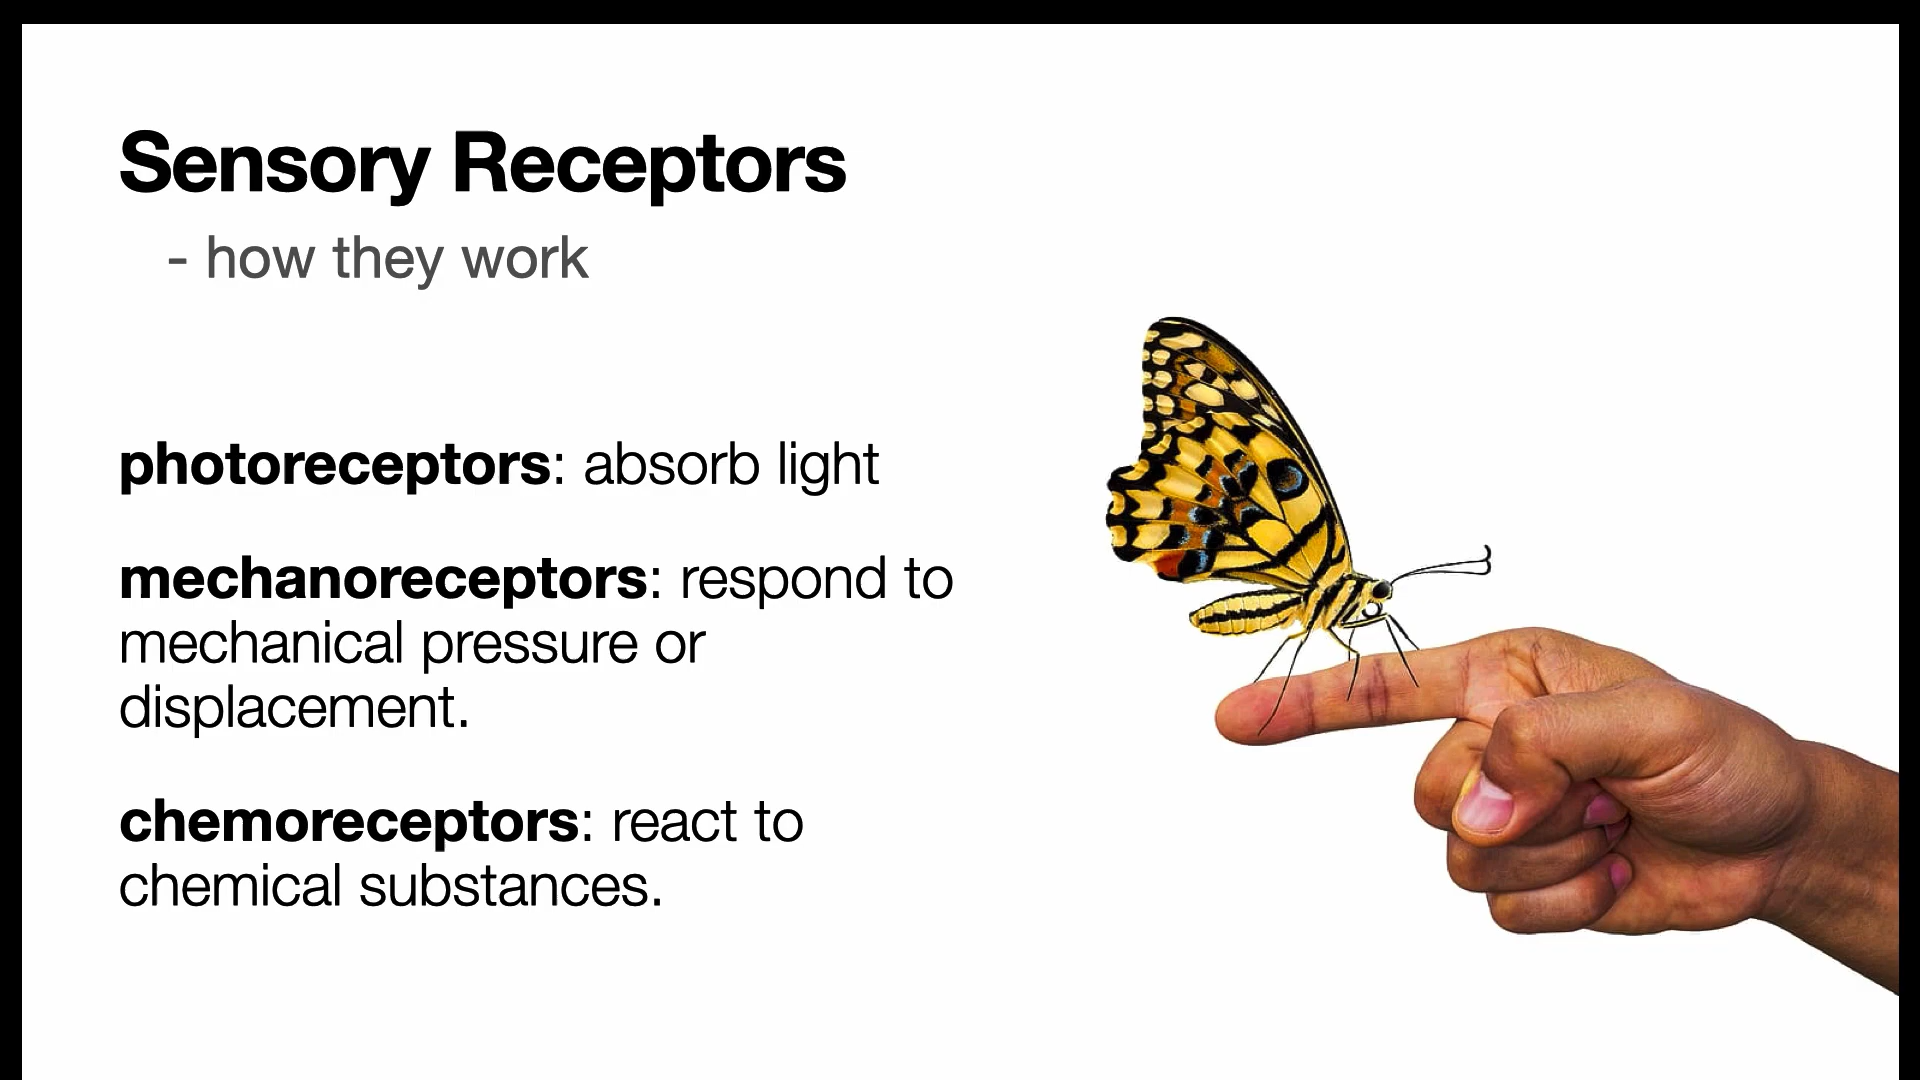 Sensory Receptors
- how they work
photoreceptors: absorb light
mechanoreceptors: respond to
mechanical pressure or
displacement.
chemoreceptors: react to
chemical substances.